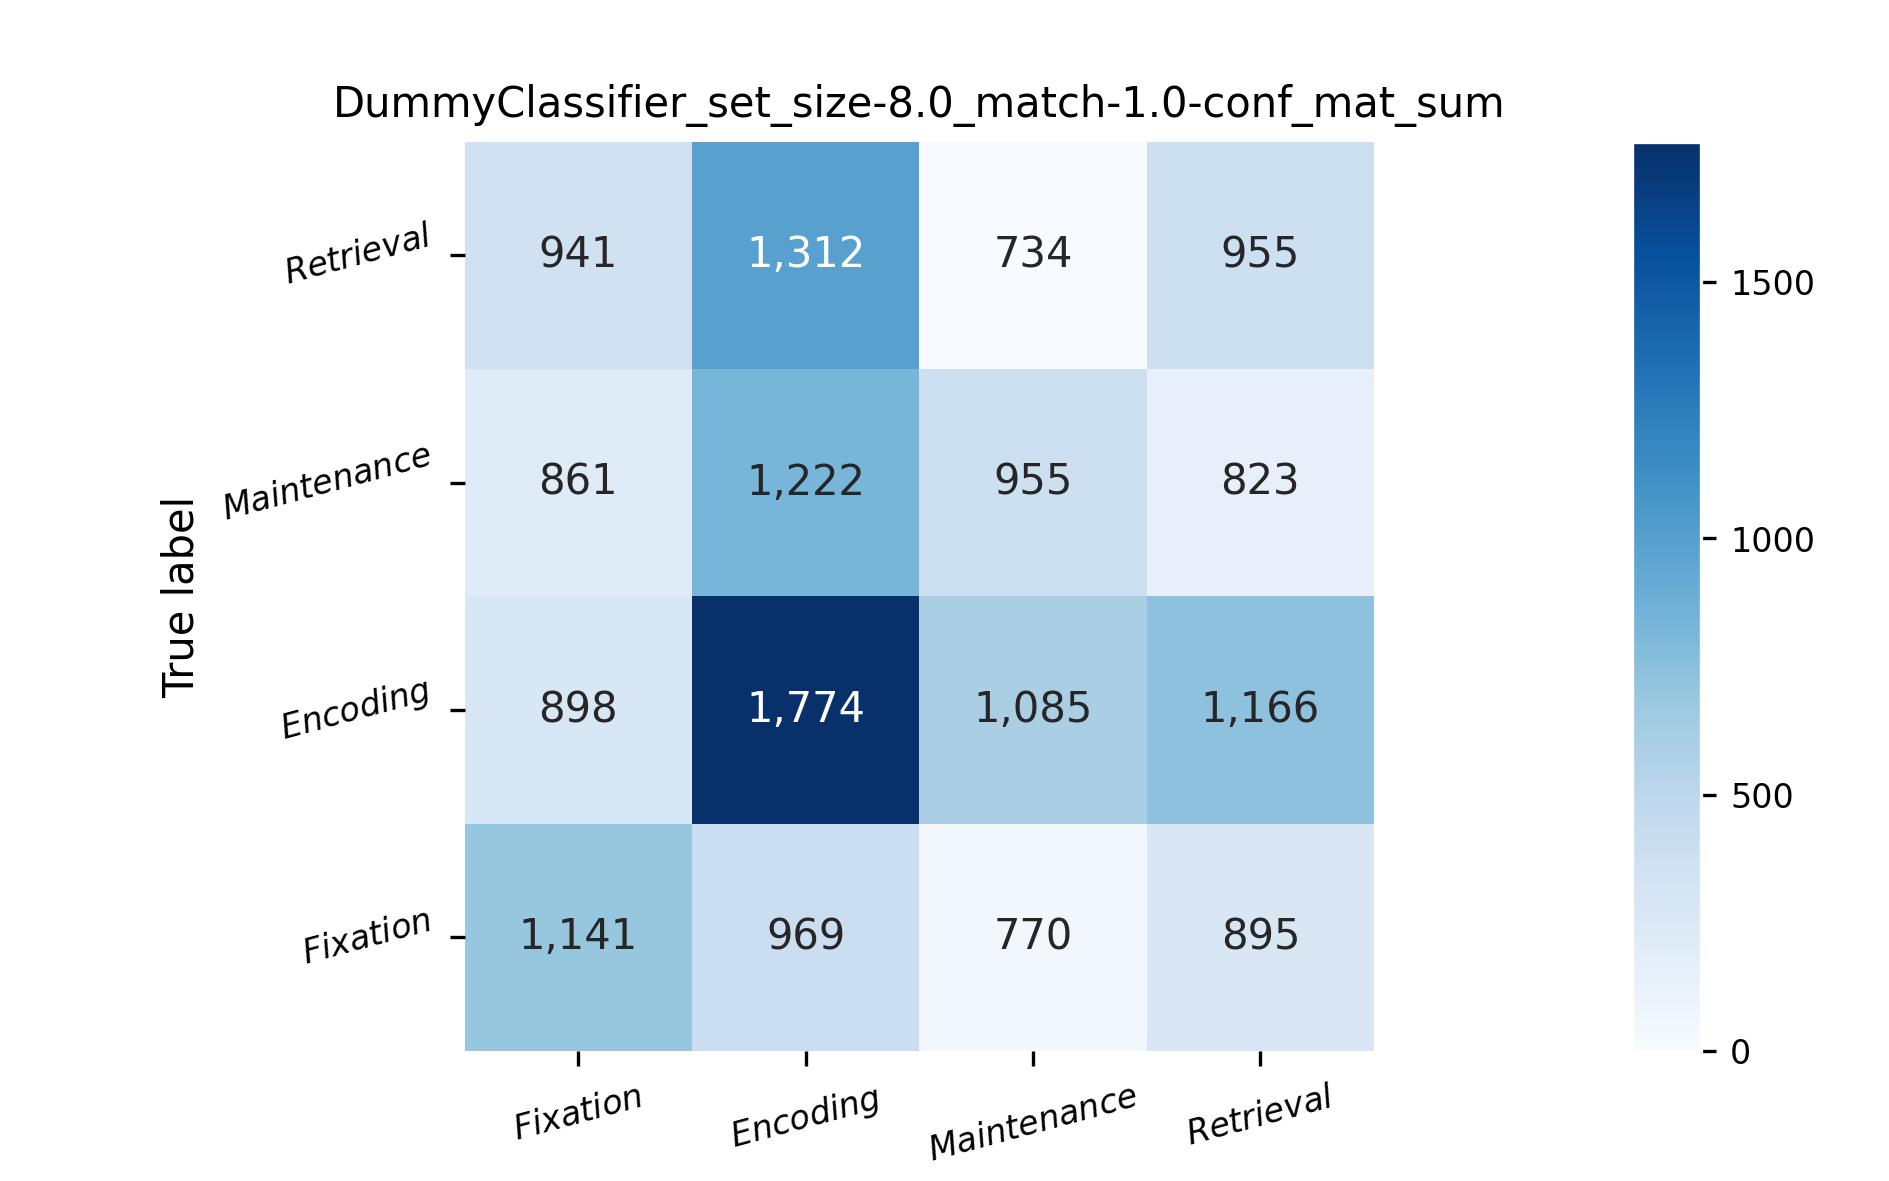 DummyClassifier_set_size-8.0_match-1.0-conf_mat_sum
True label
Retrieval 941 1,312 734 955
Maintenance 861 1,222 955 823
Encoding 898 1,774 1,085 1,166
Fixation 1,141 969 770 895
Fixation Encoding Maintenance Retrieval
1500
1000
500
0